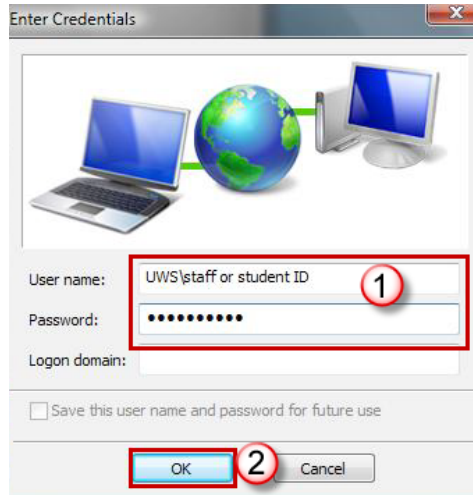 Enter Credentials
User name: UWS\staff or student ID 1
Password: ••••••••••
Logon domain:
Save this user name and password for future use
OK 2 Cancel